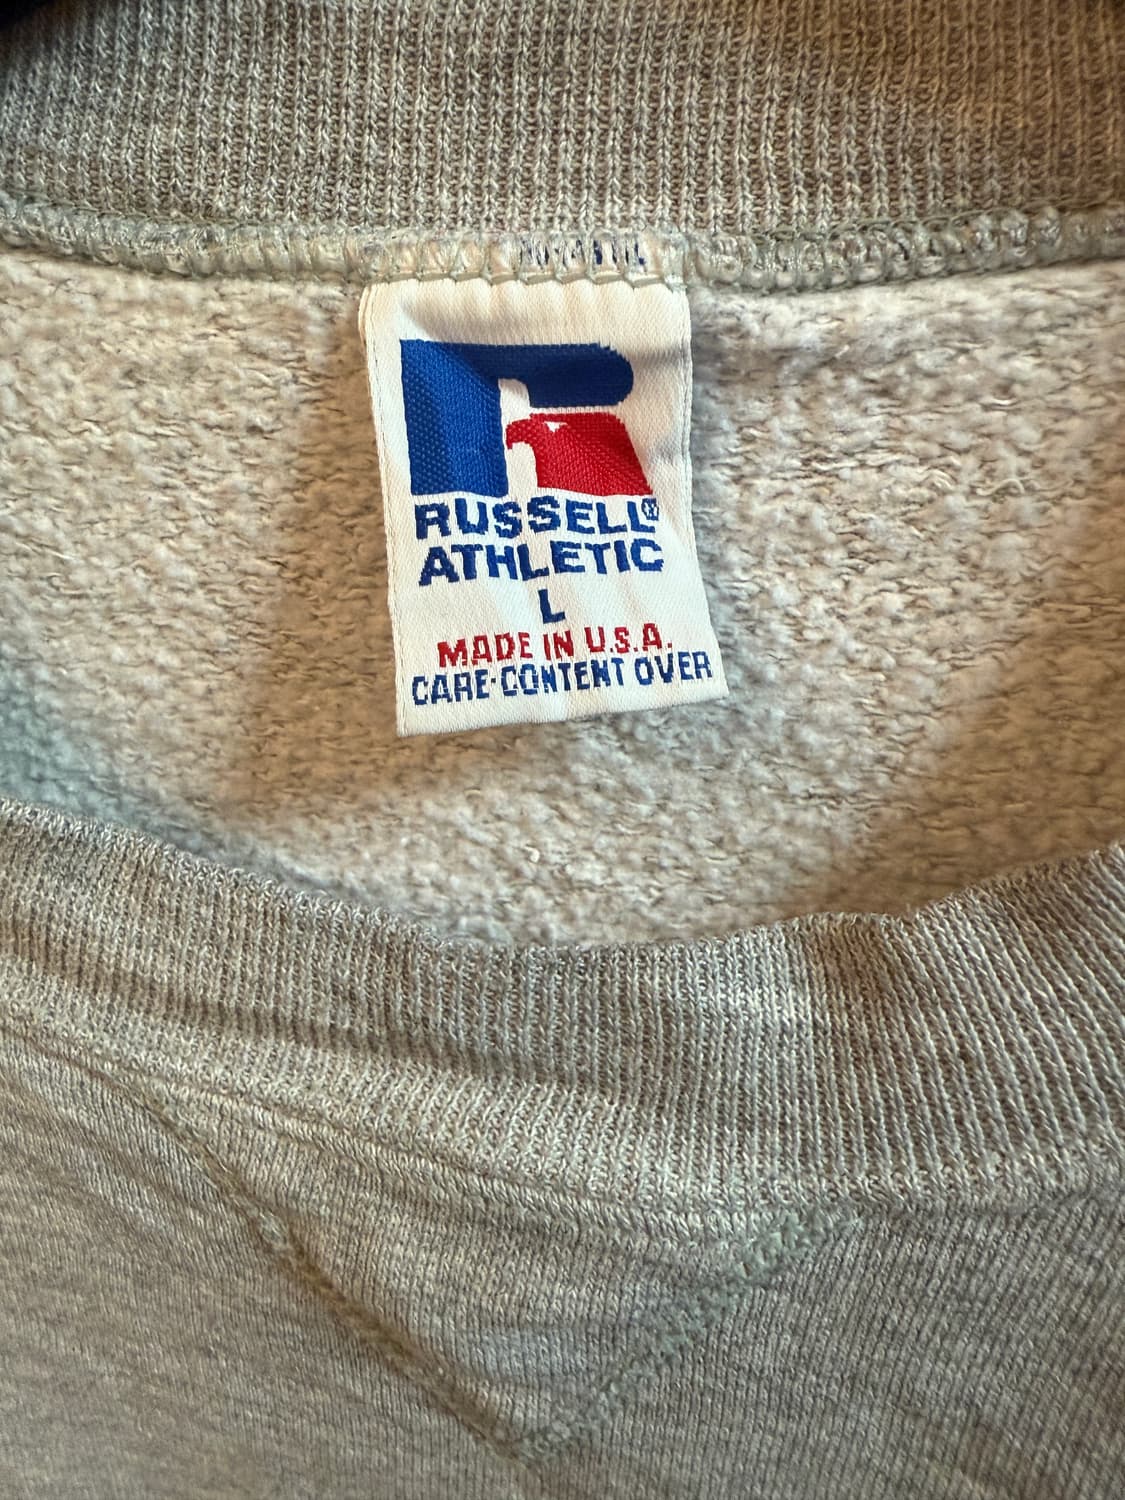 RUSSELL®
ATHLETIC
L
MADE IN U.S.A.
CARE-CONTENT OVER